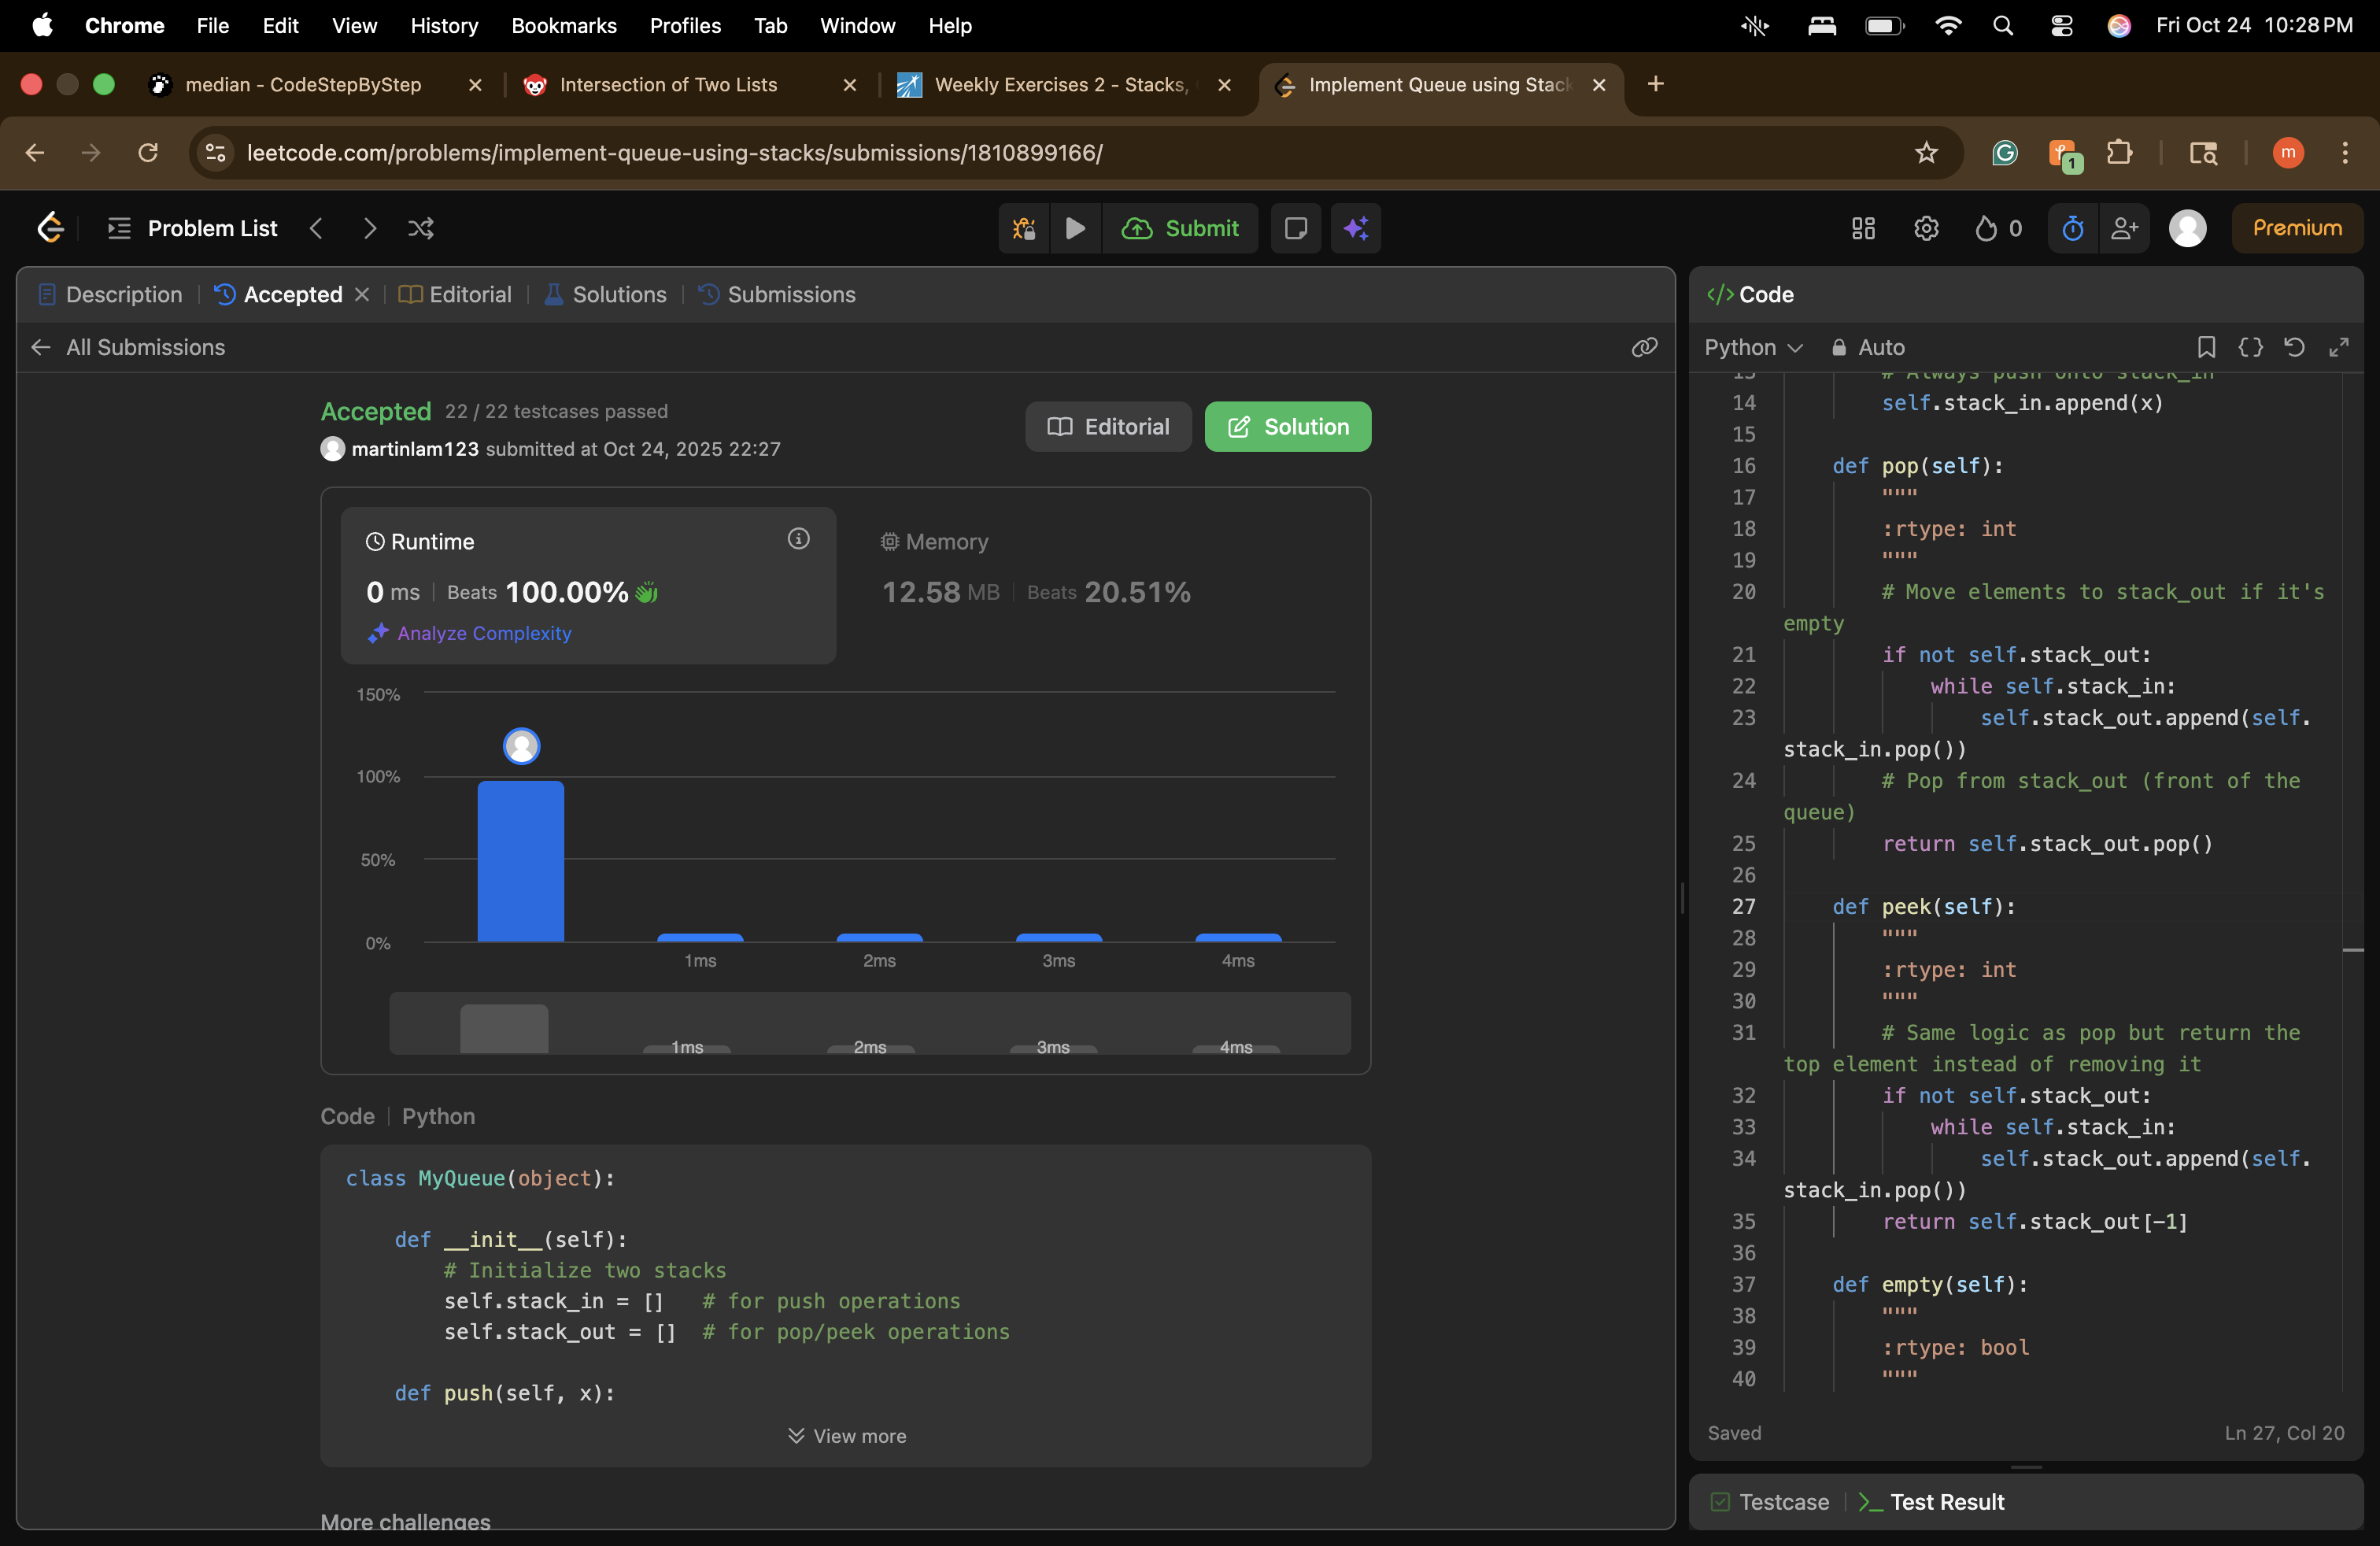 Chrome File Edit View History Bookmarks Profiles Tab Window Help Fri Oct 24 10:28 PM
median - CodeStepByStep Intersection of Two Lists Weekly Exercises 2 - Stacks, Implement Queue using Stack
leetcode.com/problems/implement-queue-using-stacks/submissions/1810899166/ 1 m
Problem List Submit 0 Premium
Description Accepted Editorial Solutions Submissions
All Submissions
Accepted 22 / 22 testcases passed
martinlam123 submitted at Oct 24, 2025 22:27
Editorial Solution
Runtime
0 ms Beats 100.00%
Analyze Complexity
Memory
12.58 MB Beats 20.51%
150%
100%
50%
0%
1ms 2ms 3ms 4ms
1ms 2ms 3ms 4ms
Code Python
class MyQueue(object):
def __init__(self):
# Initialize two stacks
self.stack_in = [] # for push operations
self.stack_out = [] # for pop/peek operations
def push(self, x):
View more
More challenges
</> Code
Python Auto
13 # Always push onto stack_in
14 self.stack_in.append(x)
15
16 def pop(self):
17 """
18 :rtype: int
19 """
20 # Move elements to stack_out if it's
empty
21 if not self.stack_out:
22 while self.stack_in:
23 self.stack_out.append(self.
stack_in.pop())
24 # Pop from stack_out (front of the
queue)
25 return self.stack_out.pop()
26
27 def peek(self):
28 """
29 :rtype: int
30 """
31 # Same logic as pop but return the
top element instead of removing it
32 if not self.stack_out:
33 while self.stack_in:
34 self.stack_out.append(self.
stack_in.pop())
35 return self.stack_out[-1]
36
37 def empty(self):
38 """
39 :rtype: bool
40 """
Saved Ln 27, Col 20
Testcase Test Result